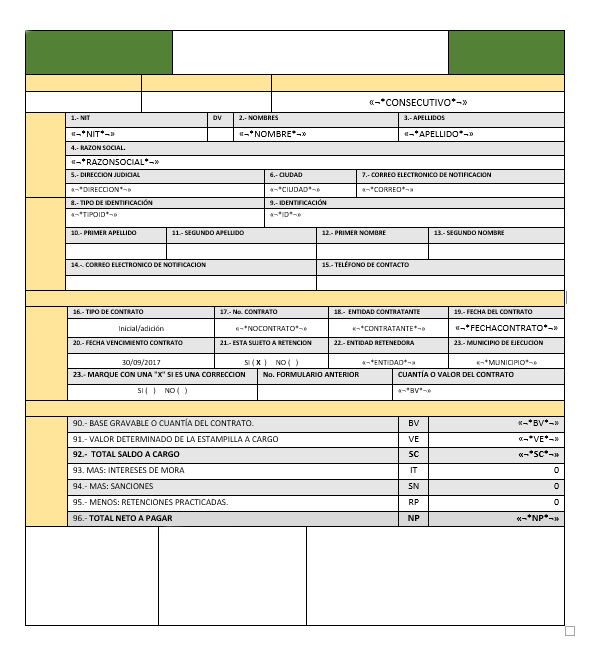 «¬*CONSECUTIVO*¬»
1.- NIT DV 2.- NOMBRES 3.- APELLIDOS
«¬*NIT*¬» «¬*NOMBRE*¬» «¬*APELLIDO*¬»
4.- RAZON SOCIAL.
«¬*RAZONSOCIAL*¬»
5.- DIRECCION JUDICIAL 6.- CIUDAD 7.- CORREO ELECTRONICO DE NOTIFICACION
«¬*DIRECCION*¬» «¬*CIUDAD*¬» «¬*CORREO*¬»
8.- TIPO DE IDENTIFICACIÓN 9.- IDENTIFICACIÓN
«¬*TIPOID*¬» «¬*ID*¬»
10.- PRIMER APELLIDO 11.- SEGUNDO APELLIDO 12.- PRIMER NOMBRE 13.- SEGUNDO NOMBRE
14.-. CORREO ELECTRONICO DE NOTIFICACION 15.- TELÉFONO DE CONTACTO
16.- TIPO DE CONTRATO 17.- No. CONTRATO 18.- ENTIDAD CONTRATANTE 19.- FECHA DEL CONTRATO
Inicial/adición «¬*NOCONTRATO*¬» «¬*CONTRATANTE*¬» «¬*FECHACONTRATO*¬»
20.- FECHA VENCIMIENTO CONTRATO 21.- ESTA SUJETO A RETENCION 22.- ENTIDAD RETENEDORA 23.- MUNICIPIO DE EJECUCION
30/09/2017 SI ( X ) NO ( ) «¬*ENTIDAD*¬» «¬*MUNICIPIO*¬»
23.- MARQUE CON UNA "X" SI ES UNA CORRECCION No. FORMULARIO ANTERIOR CUANTÍA O VALOR DEL CONTRATO
SI ( ) NO ( ) «¬*BV*¬»
90.- BASE GRAVABLE O CUANTÍA DEL CONTRATO. BV «¬*BV*¬»
91.- VALOR DETERMINADO DE LA ESTAMPILLA A CARGO VE «¬*VE*¬»
92.- TOTAL SALDO A CARGO SC «¬*SC*¬»
93. MAS: INTERESES DE MORA IT 0
94.- MAS: SANCIONES SN 0
95.- MENOS: RETENCIONES PRACTICADAS. RP 0
96.- TOTAL NETO A PAGAR NP «¬*NP*¬»